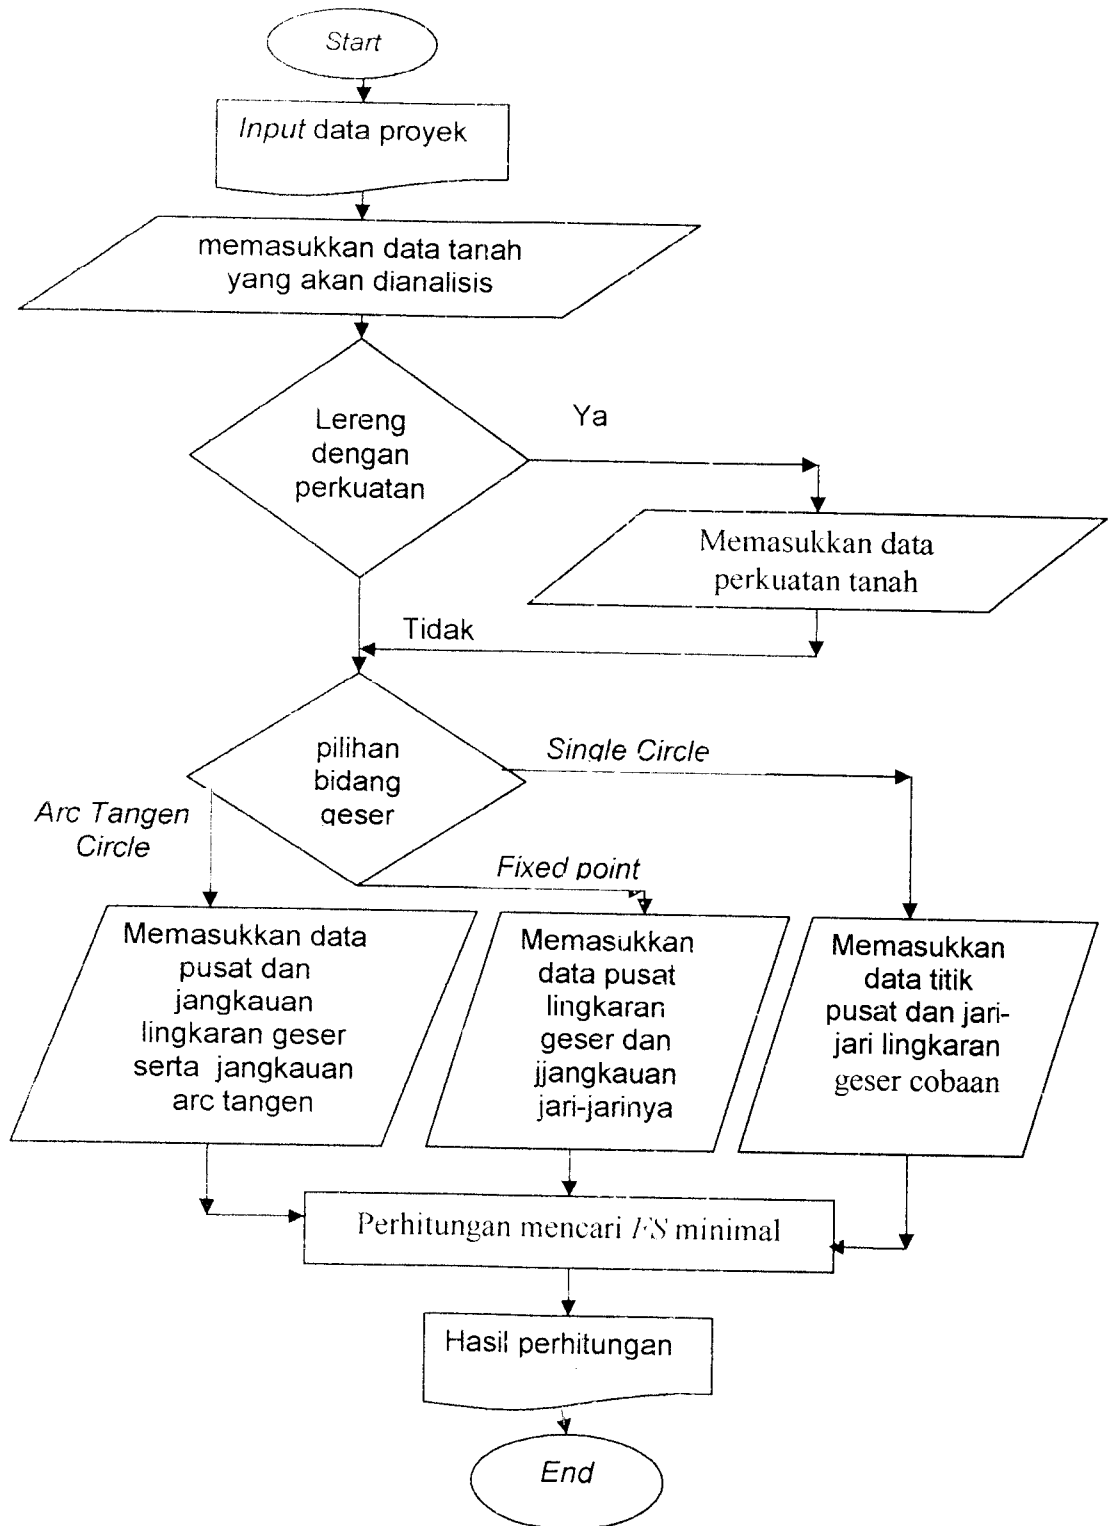 Start
Input data proyek
memasukkan data tanah
yang akan dianalisis
Lereng
dengan
perkuatan
Ya
Memasukkan data
perkuatan tanah
Tidak
pilihan
bidang
geser
Single Circle
Arc Tangen
Circle
Fixed point
Memasukkan data
pusat dan
jangkauan
lingkaran geser
serta jangkauan
arc tangen
Memasukkan
data pusat
lingkaran
geser dan
jjangkauan
jari-jarinya
Memasukkan
data titik
pusat dan jari-
jari lingkaran
geser cobaan
Perhitungan mencari FS minimal
Hasil perhitungan
End